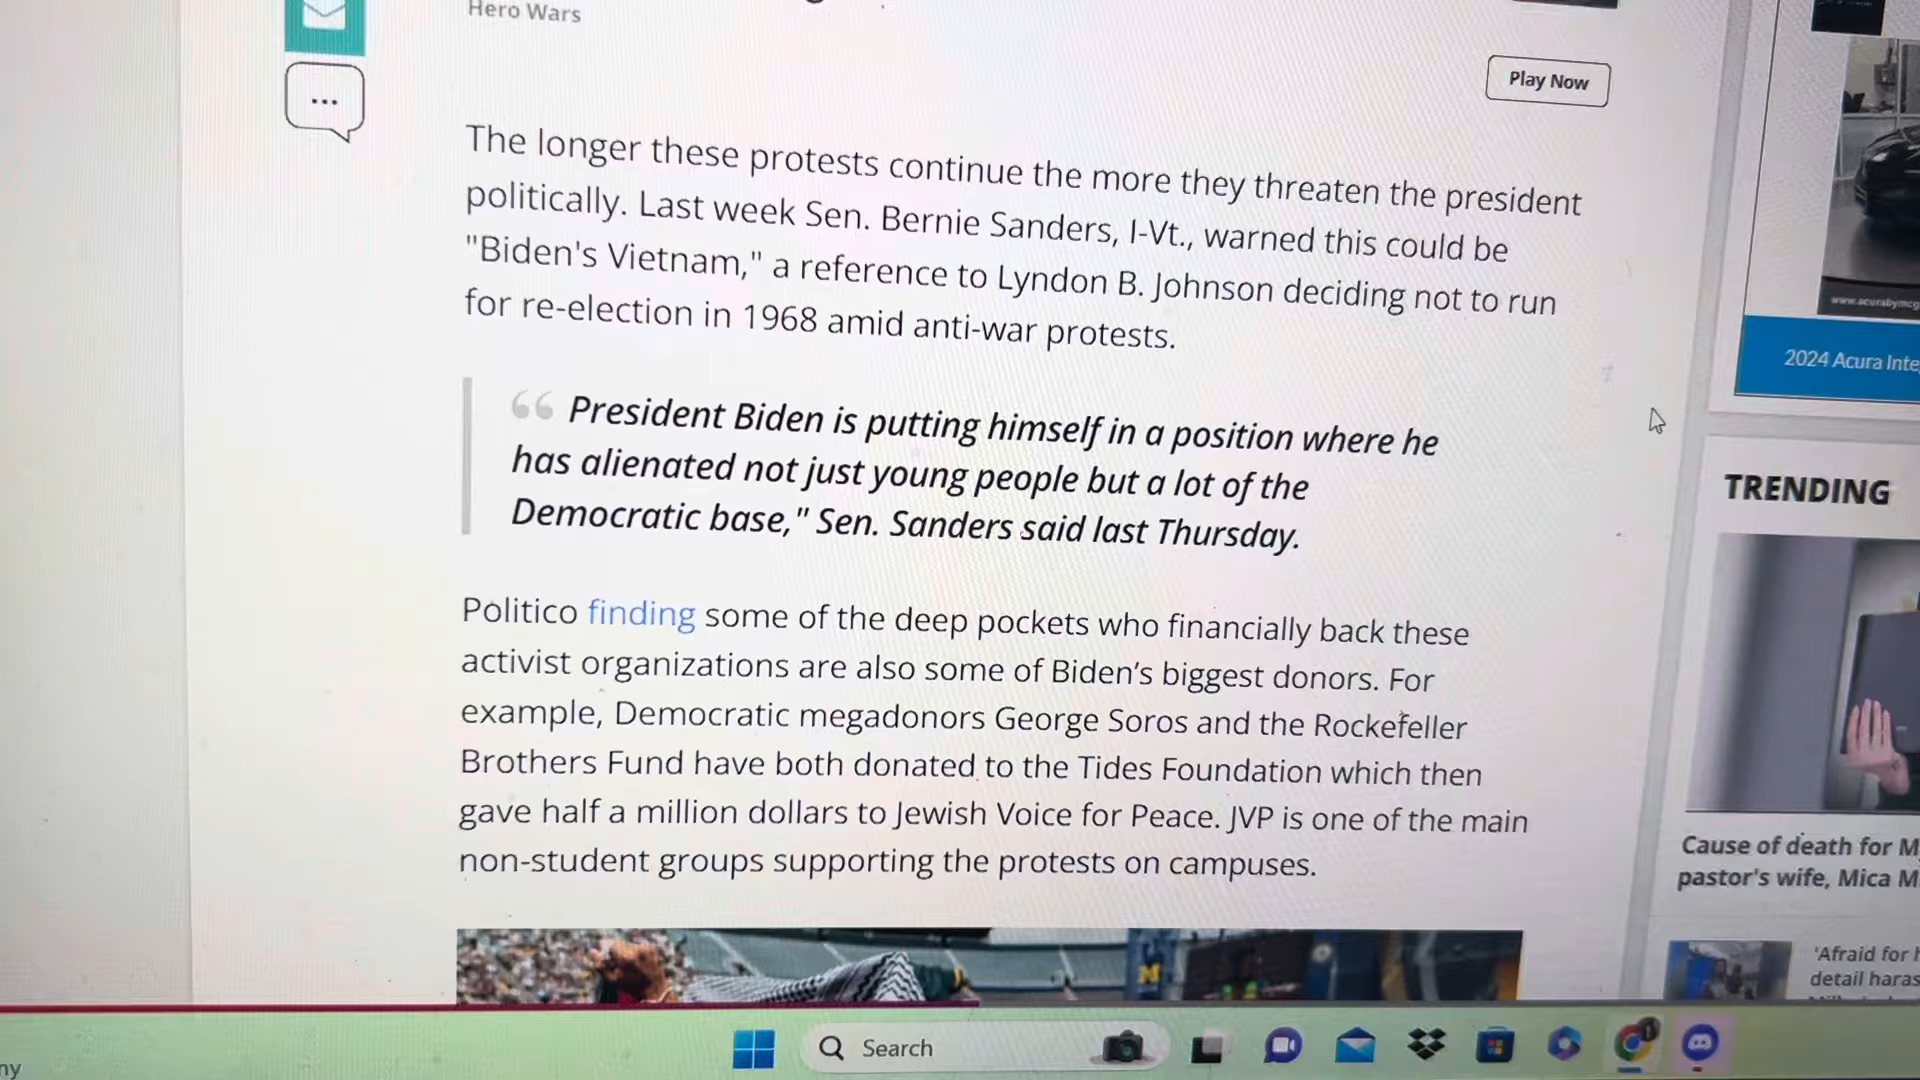 Hero Wars
Play Now
The longer these protests continue the more they threaten the president
politically. Last week Sen. Bernie Sanders, I-Vt., warned this could be
"Biden's Vietnam," a reference to Lyndon B. Johnson deciding not to run
for re-election in 1968 amid anti-war protests.
“ President Biden is putting himself in a position where he
has alienated not just young people but a lot of the
Democratic base," Sen. Sanders said last Thursday.
Politico finding some of the deep pockets who financially back these
activist organizations are also some of Biden’s biggest donors. For
example, Democratic megadonors George Soros and the Rockefeller
Brothers Fund have both donated to the Tides Foundation which then
gave half a million dollars to Jewish Voice for Peace. JVP is one of the main
non-student groups supporting the protests on campuses.
M
2024 Acura Inte
TRENDING
Cause of death for M
pastor's wife, Mica M
'Afraid for h
detail haras
Search
ny